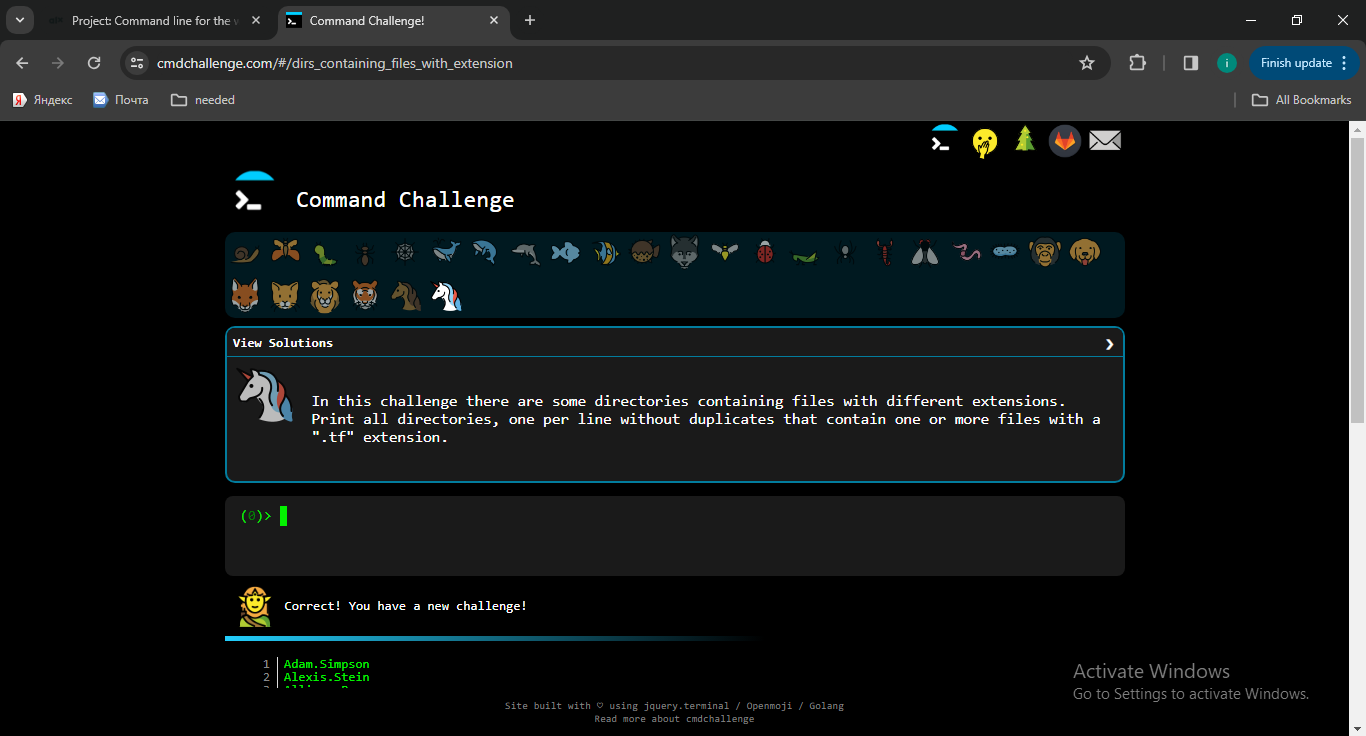 Project: Command line for the
Command Challenge!
cmdchallenge.com/#/dirs_containing_files_with_extension
i
Finish update
Я Яндекс
Почта
needed
All Bookmarks
Command Challenge
View Solutions
In this challenge there are some directories containing files with different extensions.
Print all directories, one per line without duplicates that contain one or more files with a
".tf" extension.
(0)>
Correct! You have a new challenge!
1 Adam.Simpson
2 Alexis.Stein
Activate Windows
Go to Settings to activate Windows.
Site built with ♡ using jquery.terminal / Openmoji / Golang
Read more about cmdchallenge